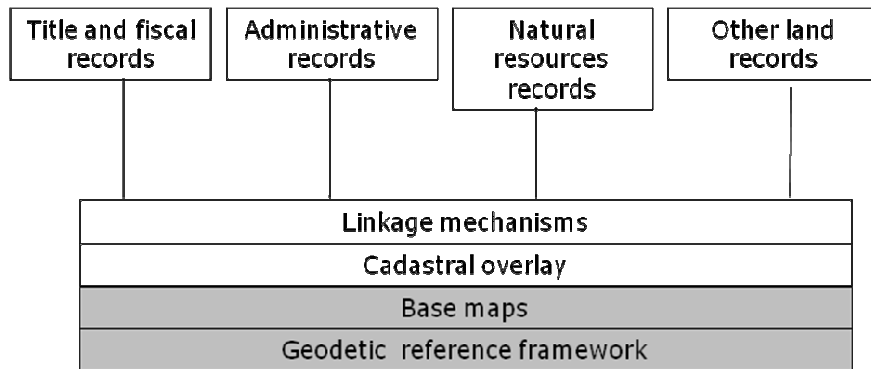 Title and fiscal
records
Administrative
records
Natural
resources
records
Other land
records
Linkage mechanisms
Cadastral overlay
Base maps
Geodetic reference framework